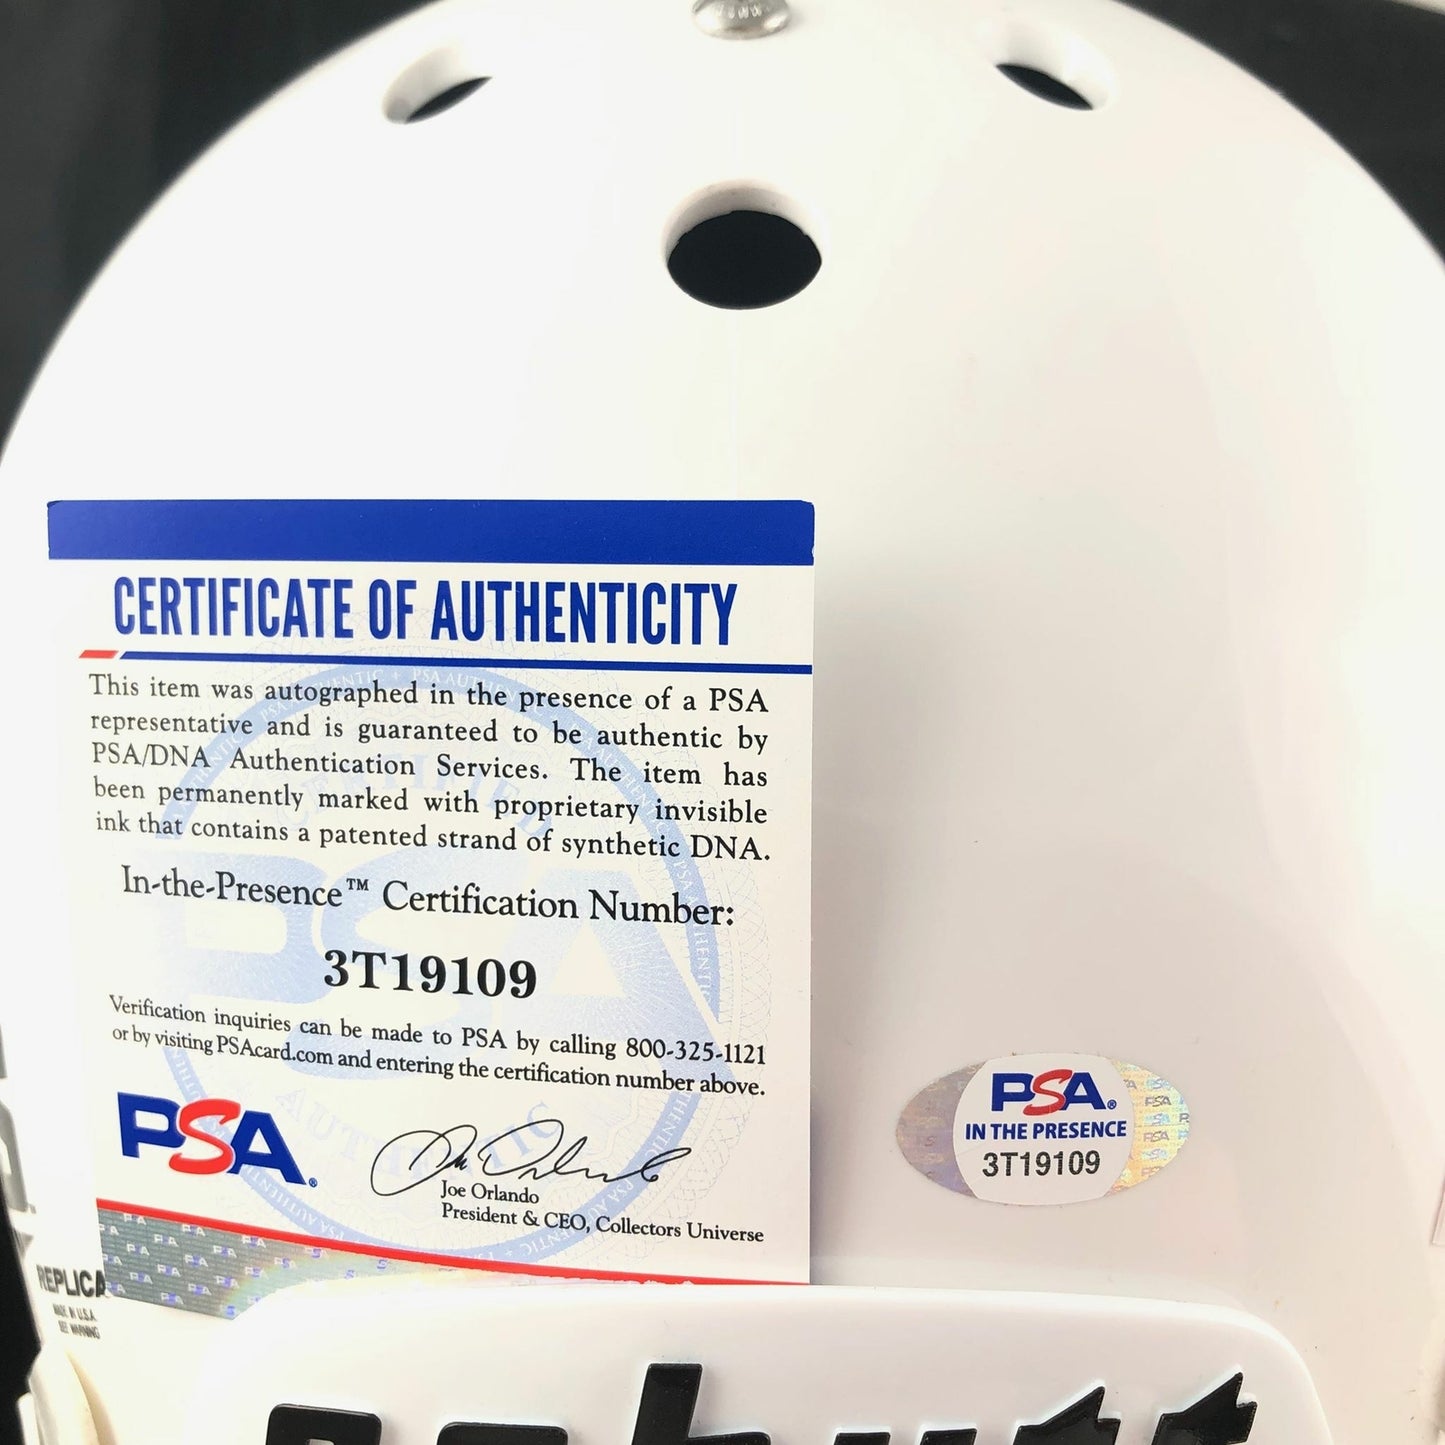 CERTIFICATE OF AUTHENTICITY
This item was autographed in the presence of a PSA
representative and is guaranteed to be authentic by
PSA/DNA Authentication Services. The item has
been permanently marked with proprietary invisible
ink that contains a patented strand of synthetic DNA.
In-the-Presence™ Certification Number:
3T19109
Verification inquiries can be made to PSA by calling 800-325-1121
or by visiting PSAcard.com and entering the certification number above.
PSA®
Joe Orlando
President & CEO, Collectors Universe
PSA®
IN THE PRESENCE
3T19109
REPLICA
MADE IN U.S.A.
SEE WARNING